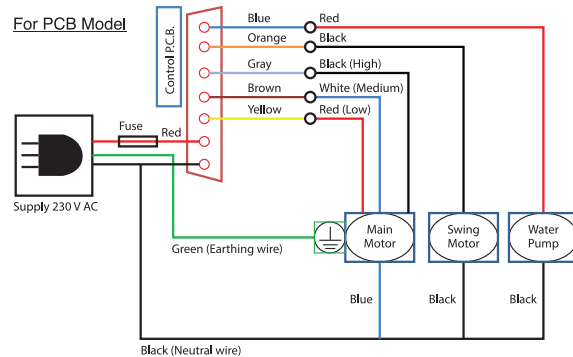 For PCB Model
Control P.C.B.
Blue
Red
Orange
Black
Gray
Black (High)
Brown
White (Medium)
Yellow
Red (Low)
Fuse
Red
Supply 230 V AC
Green (Earthing wire)
Main
Motor
Swing
Motor
Water
Pump
Blue
Black
Black
Black (Neutral wire)